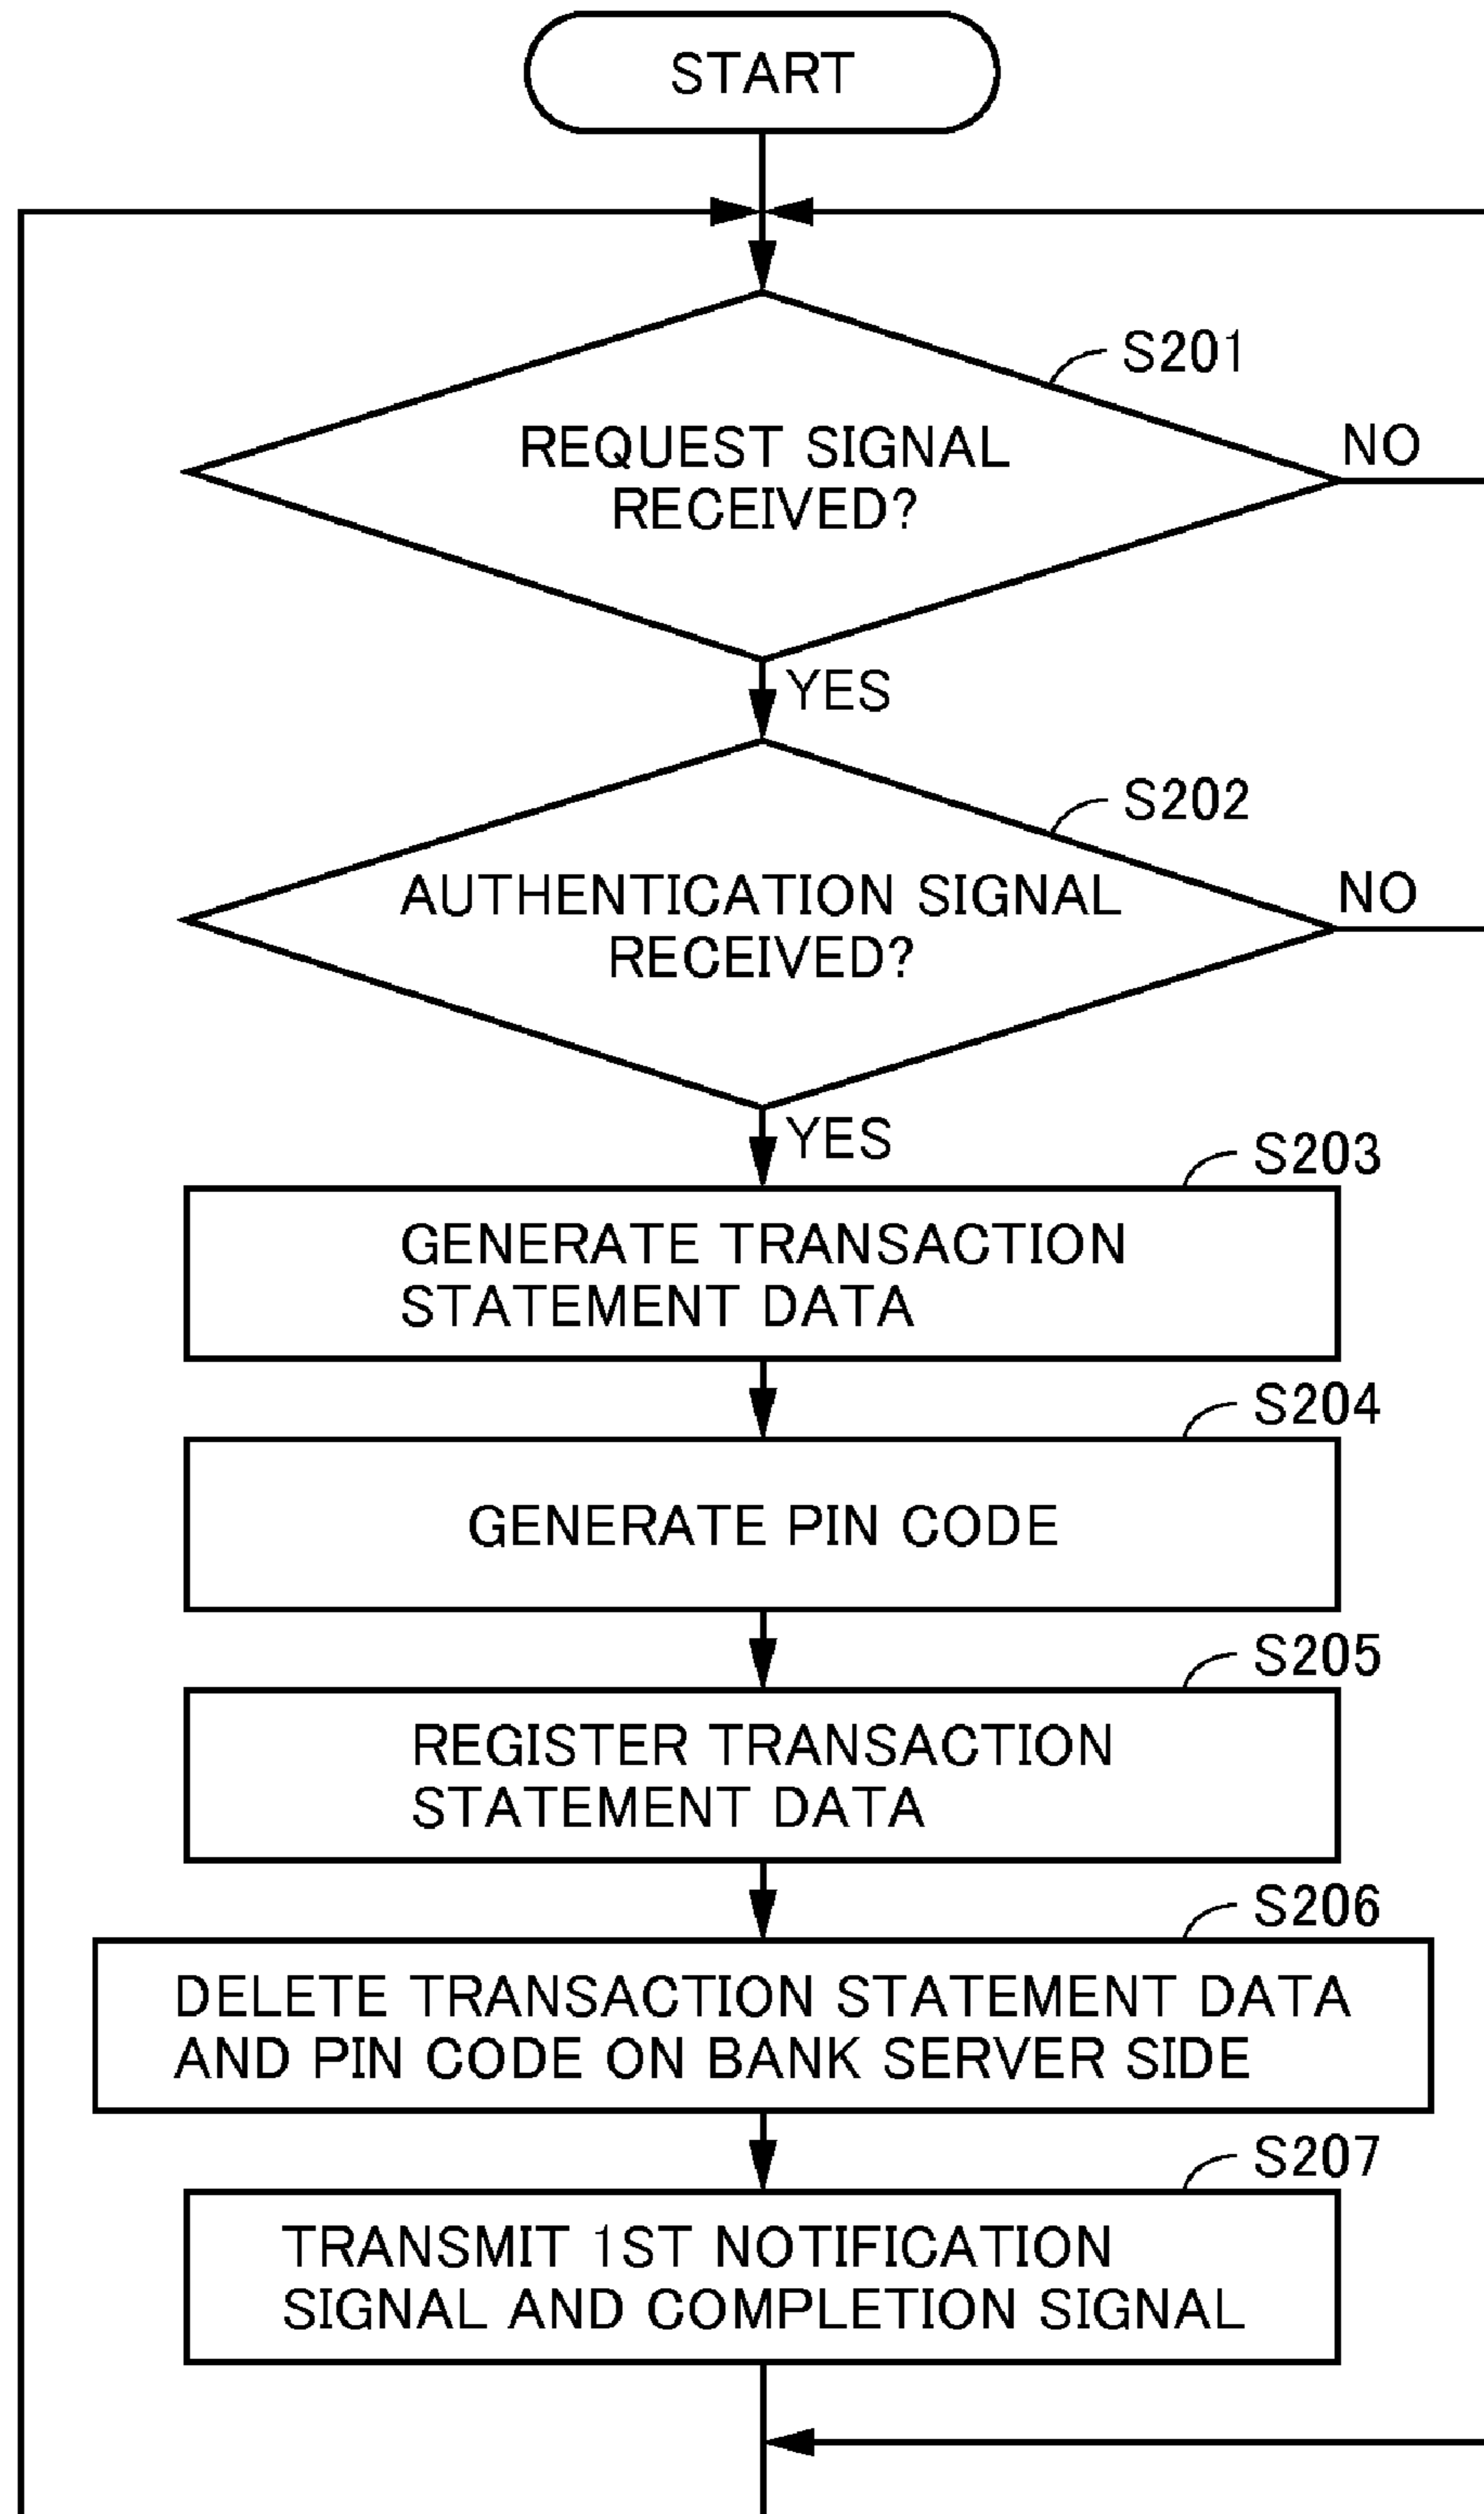 START
S201
REQUEST SIGNAL
RECEIVED?
NO
YES
S202
AUTHENTICATION SIGNAL
RECEIVED?
NO
YES
S203
GENERATE TRANSACTION
STATEMENT DATA
S204
GENERATE PIN CODE
S205
REGISTER TRANSACTION
STATEMENT DATA
S206
DELETE TRANSACTION STATEMENT DATA
AND PIN CODE ON BANK SERVER SIDE
S207
TRANSMIT 1ST NOTIFICATION
SIGNAL AND COMPLETION SIGNAL